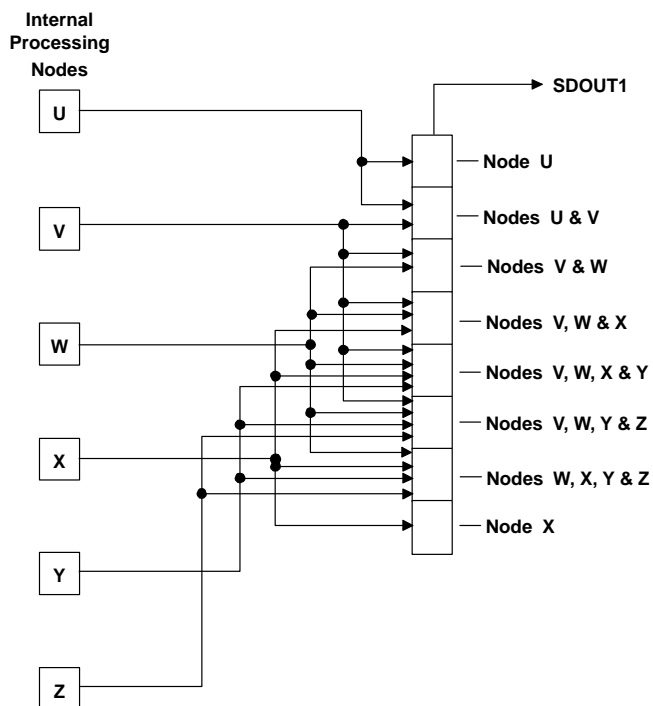 Internal
Processing
Nodes
U
V
W
X
Y
Z
SDOUT1
Node U
Nodes U & V
Nodes V & W
Nodes V, W & X
Nodes V, W, X & Y
Nodes V, W, Y & Z
Nodes W, X, Y & Z
Node X